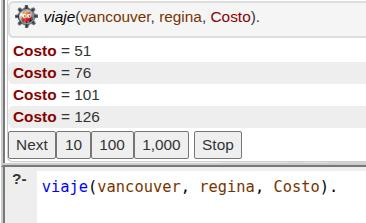 viaje(vancouver, regina, Costo).
Costo = 51
Costo = 76
Costo = 101
Costo = 126
Next 10 100 1,000 Stop
?- viaje(vancouver, regina, Costo).